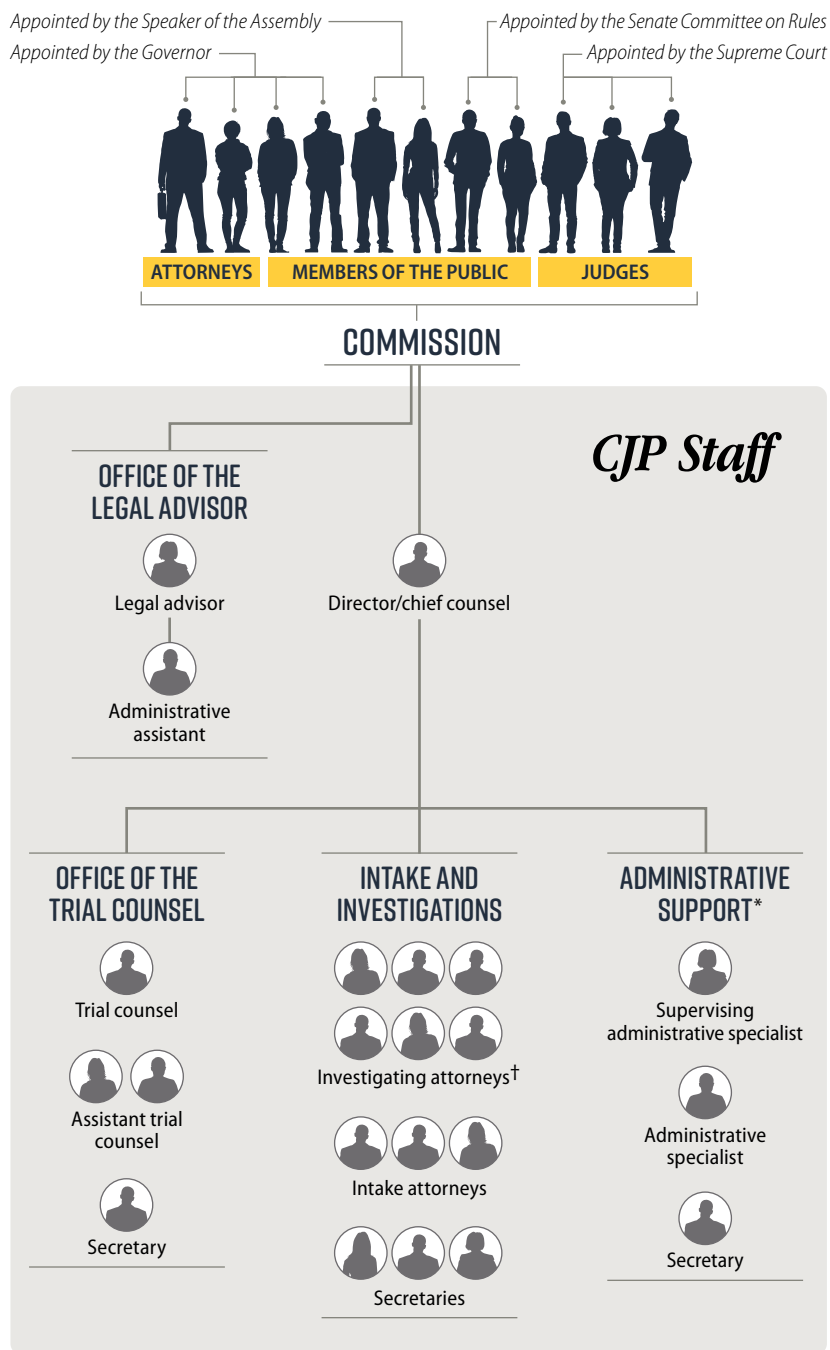 Appointed by the Speaker of the Assembly
Appointed by the Senate Committee on Rules
Appointed by the Governor
Appointed by the Supreme Court
ATTORNEYS
MEMBERS OF THE PUBLIC
JUDGES
COMMISSION
CJP Staff
OFFICE OF THE
LEGAL ADVISOR
Legal advisor
Administrative
assistant
Director/chief counsel
OFFICE OF THE
TRIAL COUNSEL
Trial counsel
Assistant trial
counsel
Secretary
INTAKE AND
INVESTIGATIONS
Investigating attorneys†
Intake attorneys
Secretaries
ADMINISTRATIVE
SUPPORT*
Supervising
administrative specialist
Administrative
specialist
Secretary